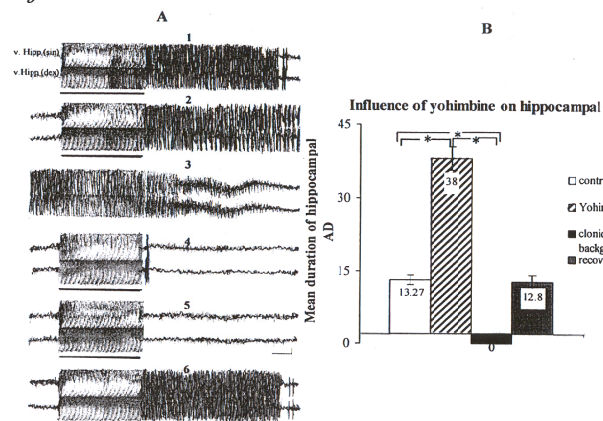 A
B
v. Hipp.(sin)
v.Hipp.(dex)
1
2
3
4
5
6
Influence of yohimbine on hippocampal
Mean duration of hippocampal
AD
45
30
15
0
* * *
38
13.27
0
12.8
contr
Yohi
clonid
backg
recov